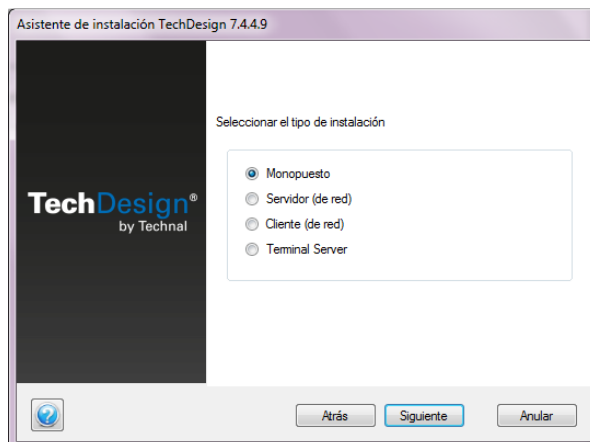 Asistente de instalación TechDesign 7.4.4.9
Seleccionar el tipo de instalación
Monopuesto
Servidor (de red)
Cliente (de red)
Terminal Server
TechDesign®
by Technal
?
Atrás
Siguiente
Anular